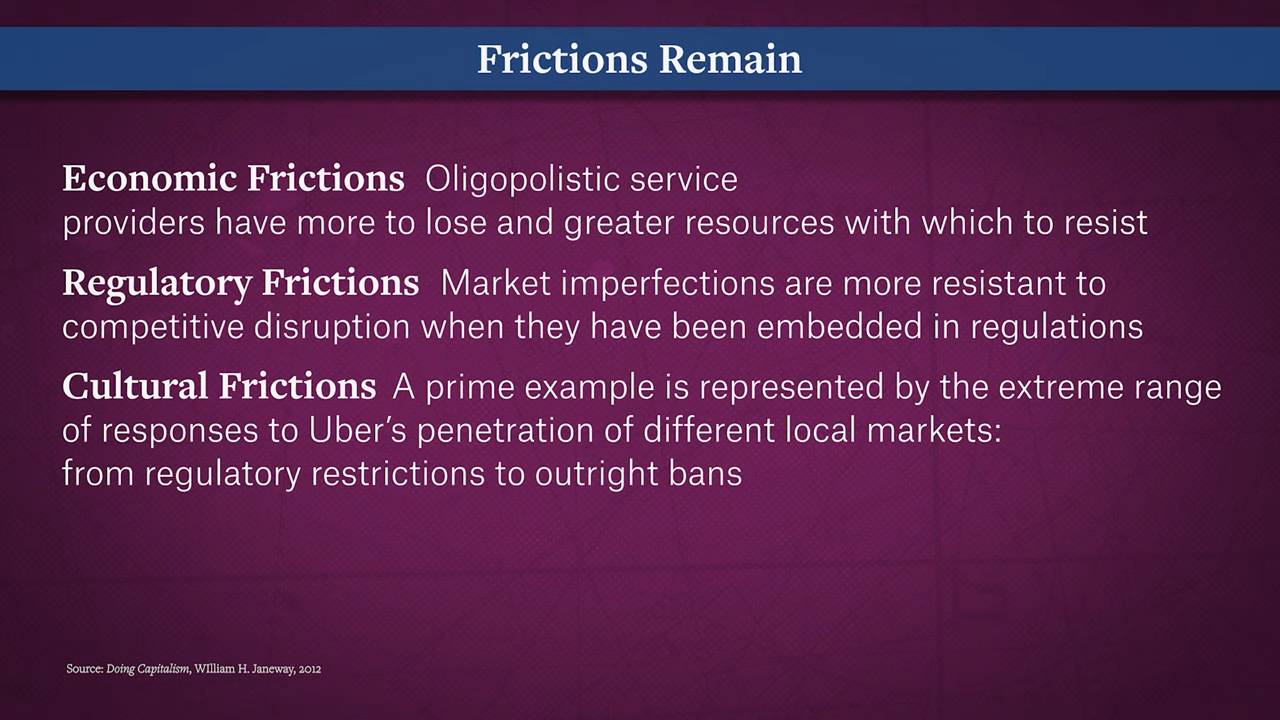 Frictions Remain
Economic Frictions Oligopolistic service
providers have more to lose and greater resources with which to resist
Regulatory Frictions Market imperfections are more resistant to
competitive disruption when they have been embedded in regulations
Cultural Frictions A prime example is represented by the extreme range
of responses to Uber’s penetration of different local markets:
from regulatory restrictions to outright bans
Source: Doing Capitalism, WIlliam H. Janeway, 2012